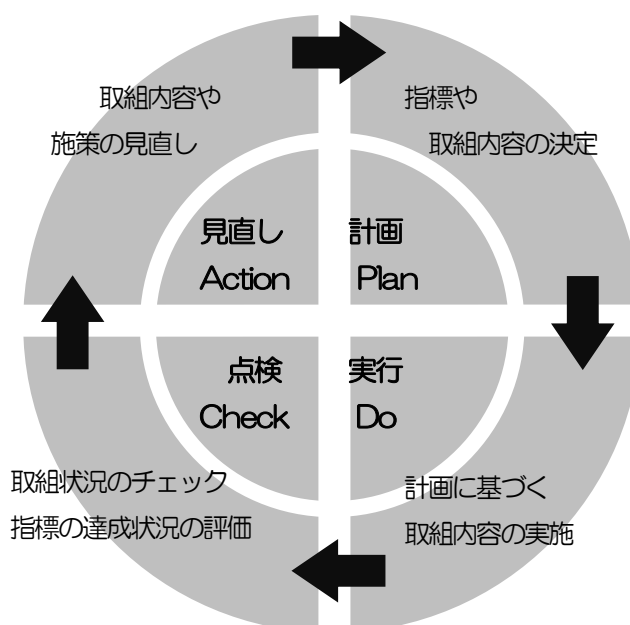 取組内容や
施策の見直し
指標や
取組内容の決定
見直し
Action
計画
Plan
点検
Check
実行
Do
取組状況のチェック
指標の達成状況の評価
計画に基づく
取組内容の実施